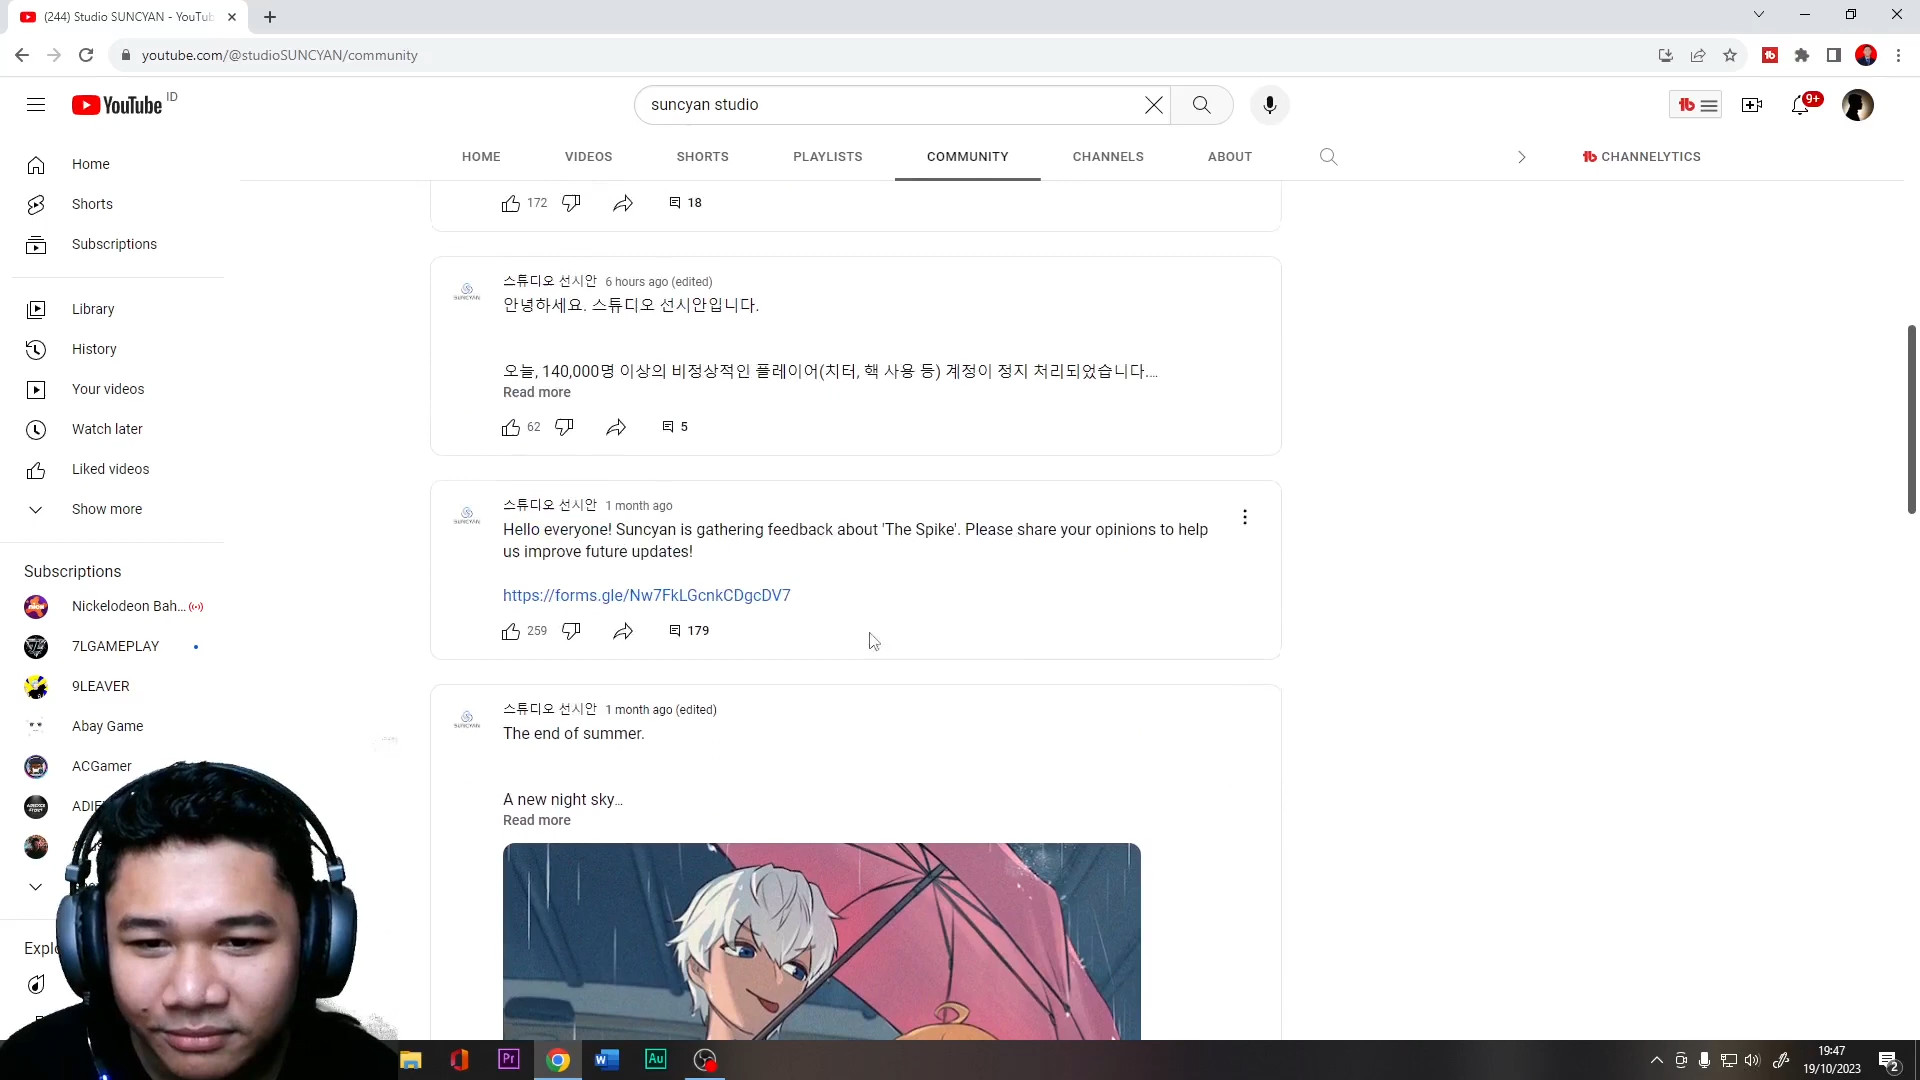 (244) Studio SUNCYAN - YouTub
youtube.com/@studioSUNCYAN/community
YouTube ID
suncyan studio
9+
HOME
VIDEOS
SHORTS
PLAYLISTS
COMMUNITY
CHANNELS
ABOUT
CHANNELYTICS
Home
Shorts
Subscriptions
Library
History
Your videos
Watch later
Liked videos
Show more
Subscriptions
Nickelodeon Bah...
7LGAMEPLAY
9LEAVER
Abay Game
ACGamer
172
18
스튜디오 선시안 6 hours ago (edited)
안녕하세요. 스튜디오 선시안입니다.
오늘, 140,000명 이상의 비정상적인 플레이어(치터, 핵 사용 등) 계정이 정지 처리되었습니다....
Read more
62
5
SUNCYAN
스튜디오 선시안 1 month ago
Hello everyone! Suncyan is gathering feedback about 'The Spike'. Please share your opinions to help
us improve future updates!
https://forms.gle/Nw7FkLGcnkCDgcDV7
259
179
SUNCYAN
스튜디오 선시안 1 month ago (edited)
The end of summer.
A new night sky...
Read more
SUNCYAN
Pr
Au
19:47
19/10/2023
2